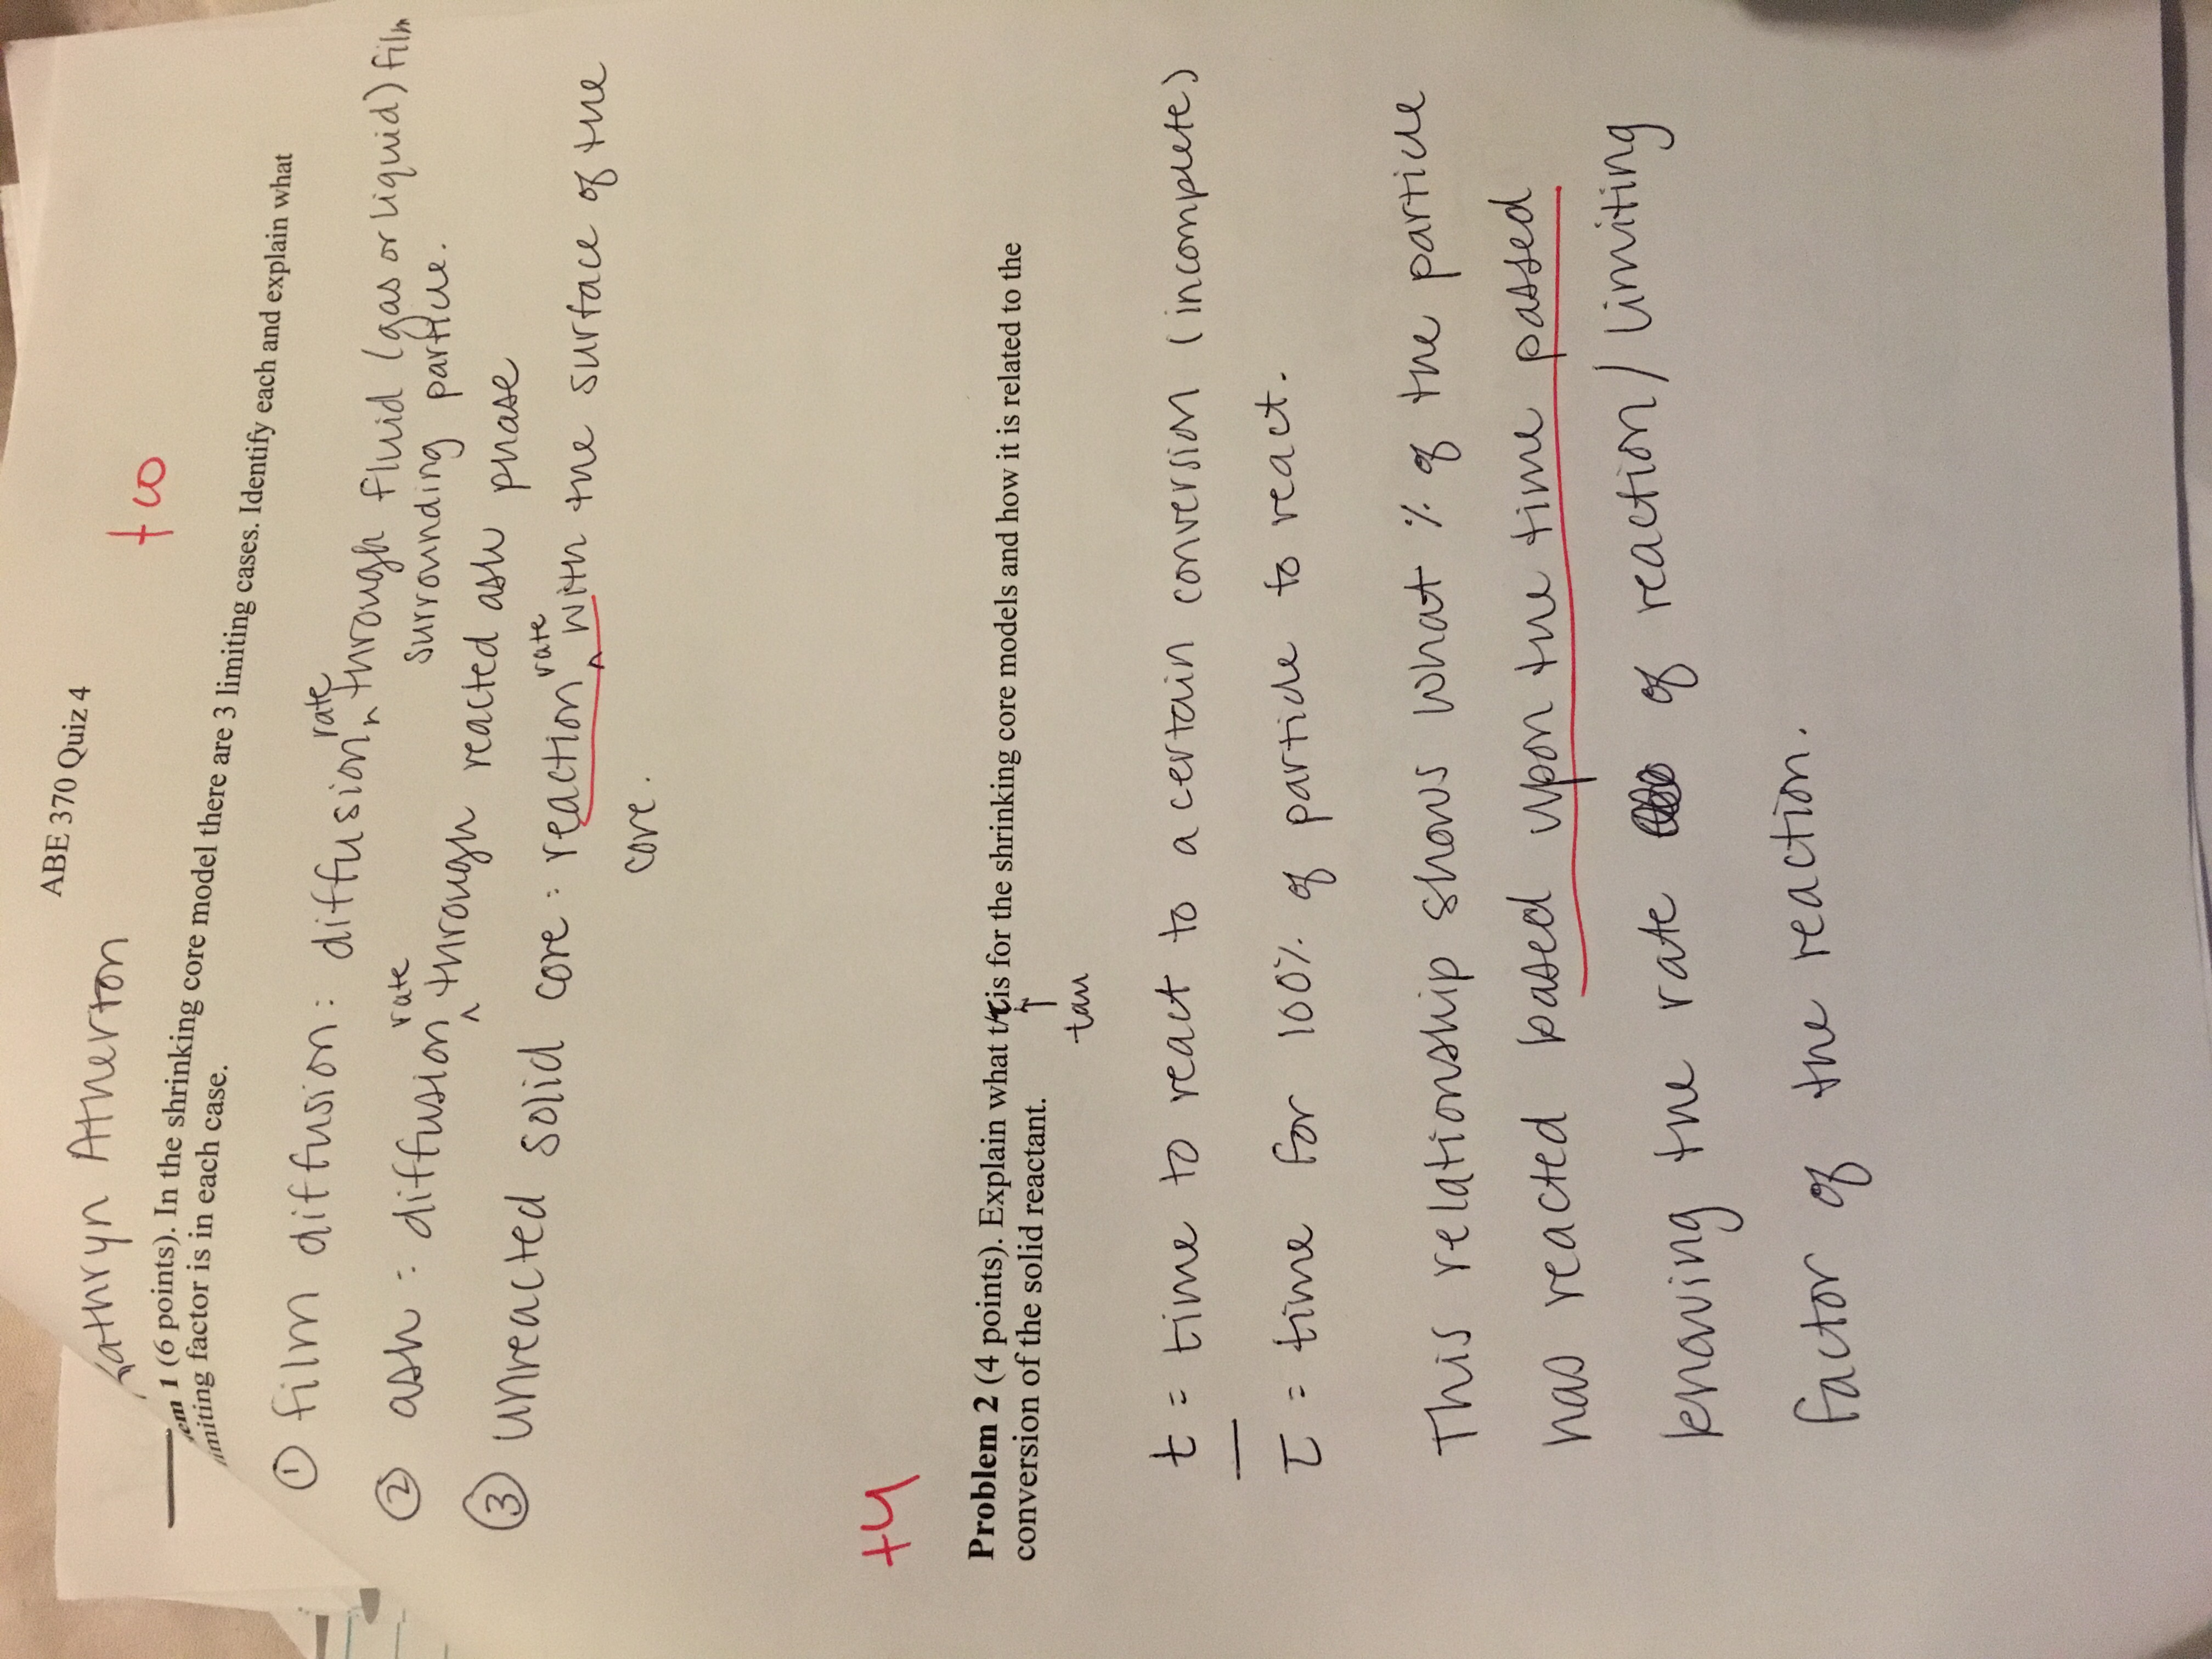 ABE 370 Quiz 4
Kathryn Atherton
+6
em 1 (6 points). In the shrinking core model there are 3 limiting cases. Identify each and explain what
imiting factor is in each case.
① film diffusion: diffusion ^rate through fluid (gas or liquid) film
surrounding particle.
② ash: diffusion ^rate through reacted ash phase
③ unreacted solid core: reaction ^rate with the surface of the
core.
+4
Problem 2 (4 points). Explain what t/τ is for the shrinking core models and how it is related to the
conversion of the solid reactant.
↑
tau
t = time to react to a certain conversion (incomplete)
τ = time for 100% of particle to react.
This relationship shows what % of the particle
has reacted based upon the time passed
knowing the rate of reaction/limiting
factor of the reaction.